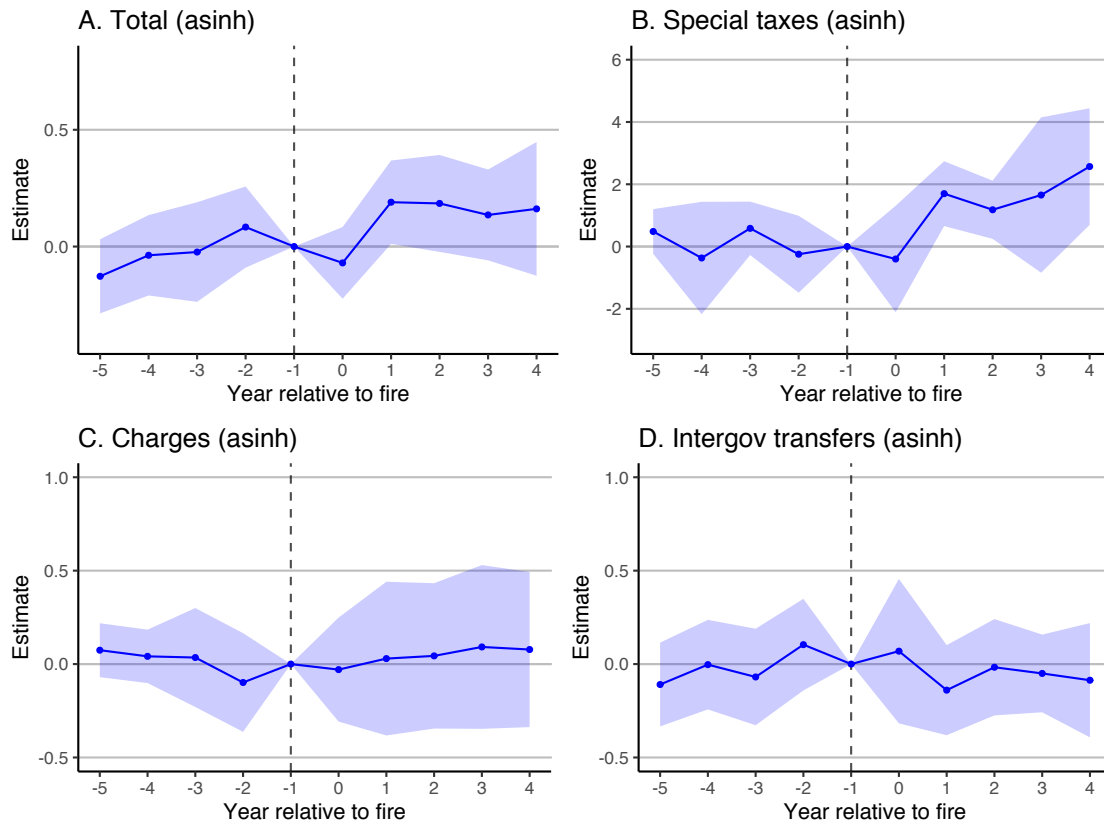 A. Total (asinh)
0.5
0.0
Estimate
-5 -4 -3 -2 -1 0 1 2 3 4
Year relative to fire
B. Special taxes (asinh)
6
4
2
0
-2
Estimate
-5 -4 -3 -2 -1 0 1 2 3 4
Year relative to fire
C. Charges (asinh)
1.0
0.5
0.0
-0.5
Estimate
-5 -4 -3 -2 -1 0 1 2 3 4
Year relative to fire
D. Intergov transfers (asinh)
1.0
0.5
0.0
-0.5
Estimate
-5 -4 -3 -2 -1 0 1 2 3 4
Year relative to fire